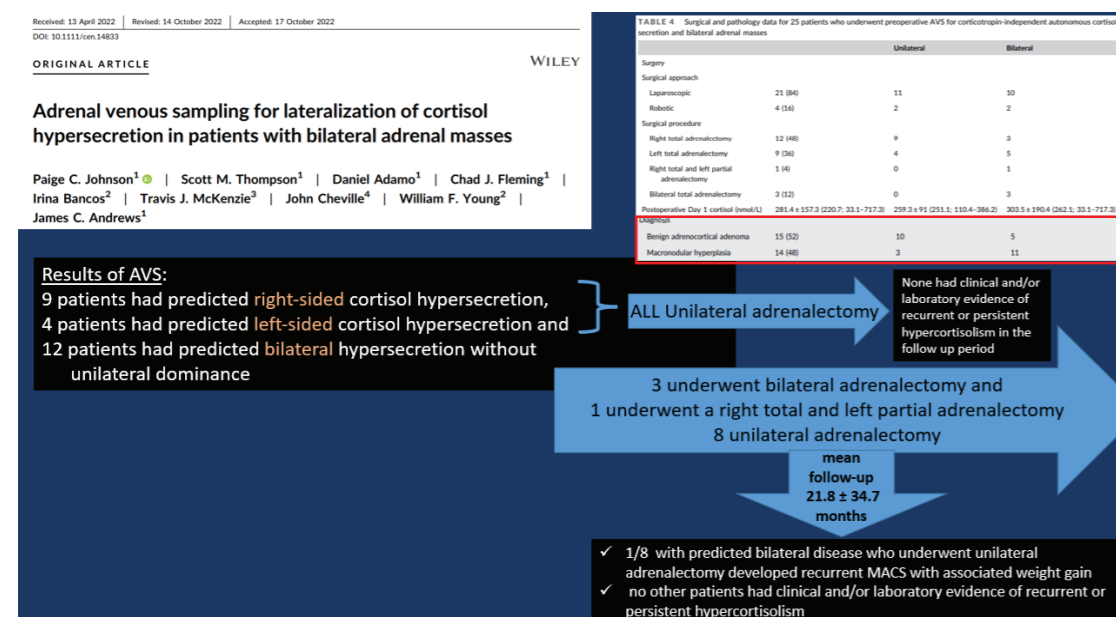 Received: 13 April 2022 | Revised: 14 October 2022 | Accepted: 17 October 2022
DOI: 10.1111/cen.14833
ORIGINAL ARTICLE
WILEY
Adrenal venous sampling for lateralization of cortisol
hypersecretion in patients with bilateral adrenal masses
Paige C. Johnson1 | Scott M. Thompson1 | Daniel Adamo1 | Chad J. Fleming1 |
Irina Bancos2 | Travis J. McKenzie3 | John Cheville4 | William F. Young2 |
James C. Andrews1
TABLE 4 Surgical and pathology data for 25 patients who underwent preoperative AVS for corticotropin-independent autonomous cortisol
secretion and bilateral adrenal masses
Unilateral Bilateral
Surgery
Surgical approach
Laparoscopic 21 (84) 11 10
Robotic 4 (16) 2 2
Surgical procedure
Right total adrenalectomy 12 (48) 9 3
Left total adrenalectomy 9 (36) 4 5
Right total and left partial 1 (4) 0 1
adrenalectomy
Bilateral total adrenalectomy 3 (12) 0 3
Postoperative Day 1 cortisol (nmol/L) 281.4 ± 157.3 (220.7; 33.1–717.3) 259.3 ± 91 (251.1; 110.4–386.2) 303.5 ± 190.4 (262.1; 33.1–717.3)
Diagnosis
Benign adrenocortical adenoma 15 (52) 10 5
Macronodular hyperplasia 14 (48) 3 11
Results of AVS:
9 patients had predicted right-sided cortisol hypersecretion,
4 patients had predicted left-sided cortisol hypersecretion and
12 patients had predicted bilateral hypersecretion without
unilateral dominance
ALL Unilateral adrenalectomy
None had clinical and/or
laboratory evidence of
recurrent or persistent
hypercortisolism in the
follow up period
3 underwent bilateral adrenalectomy and
1 underwent a right total and left partial adrenalectomy
8 unilateral adrenalectomy
mean
follow-up
21.8 ± 34.7
months
✓ 1/8 with predicted bilateral disease who underwent unilateral
adrenalectomy developed recurrent MACS with associated weight gain
✓ no other patients had clinical and/or laboratory evidence of recurrent or
persistent hypercortisolism